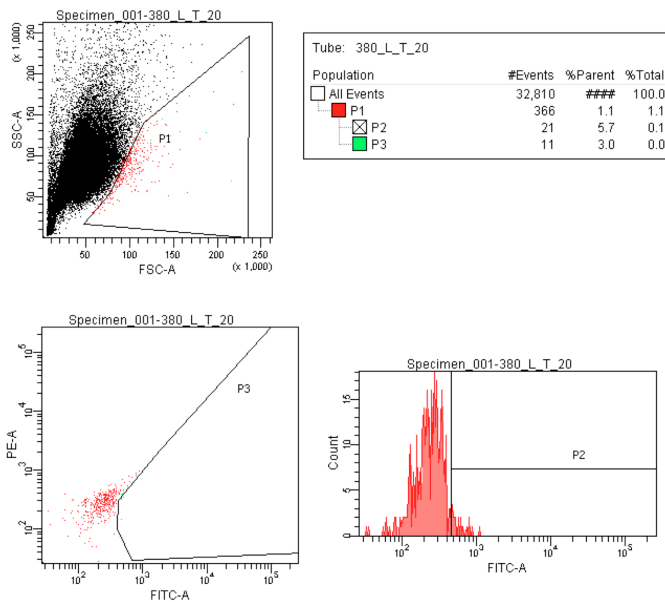 Specimen_001-380_L_T_20
(x 1,000)
SSC-A
250
200
150
100
50
P1
50 100 150 200 250
FSC-A (x 1,000)
Tube: 380_L_T_20
Population #Events %Parent %Total
All Events 32,810 #### 100.0
P1 366 1.1 1.1
P2 21 5.7 0.1
P3 11 3.0 0.0
Specimen_001-380_L_T_20
PE-A
10^5
10^4
10^3
10^2
P3
10^2 10^3 10^4 10^5
FITC-A
Specimen_001-380_L_T_20
Count
15
10
5
0
P2
10^2 10^3 10^4 10^5
FITC-A